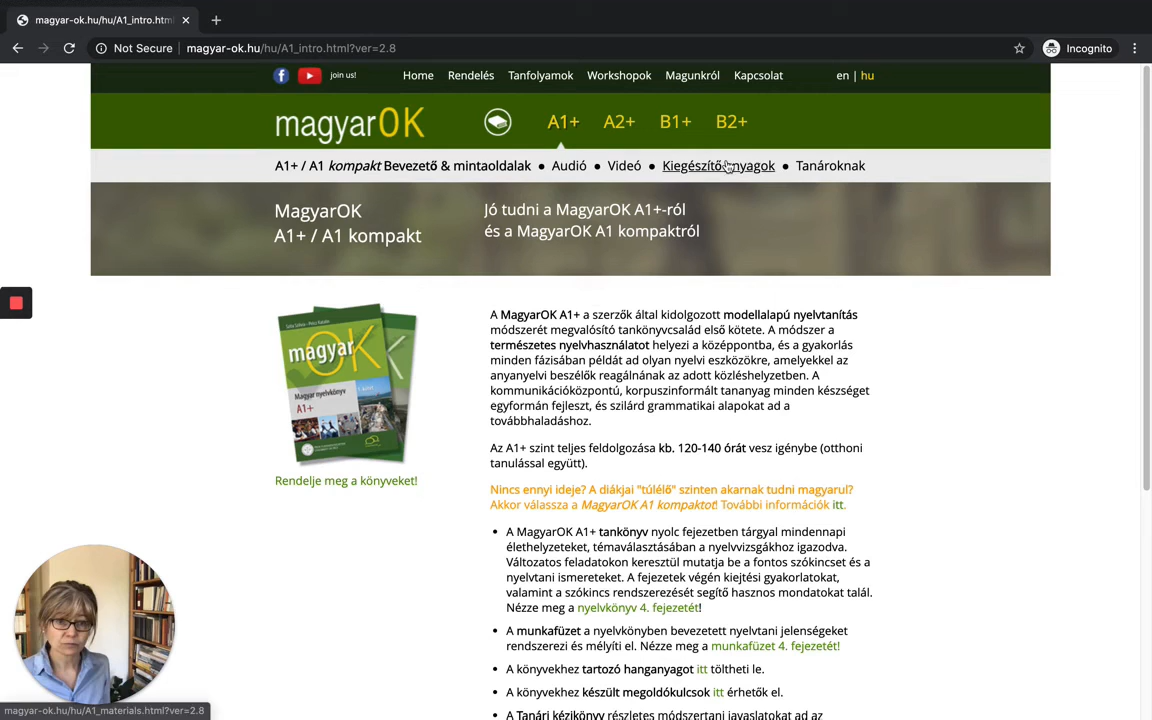 magyar-ok.hu/hu/A1_intro.html
Not Secure magyar-ok.hu/hu/A1_intro.html?ver=2.8 Incognito
join us! Home Rendelés Tanfolyamok Workshopok Magunkról Kapcsolat en | hu
magyarOK A1+ A2+ B1+ B2+
A1+ / A1 kompakt Bevezető & mintaoldalak • Audió • Videó • Kiegészítő anyagok • Tanároknak
MagyarOK
A1+ / A1 kompakt
Jó tudni a MagyarOK A1+-ról
és a MagyarOK A1 kompaktról
magyar OK
Magyar nyelvkönyv
A1+
Rendelje meg a könyveket!
A MagyarOK A1+ a szerzők által kidolgozott modellalapú nyelvtanítás
módszerét megvalósító tankönyvcsalád első kötete. A módszer a
természetes nyelvhasználatot helyezi a középpontba, és a gyakorlás
minden fázisában példát ad olyan nyelvi eszközökre, amelyekkel az
anyanyelvi beszélők reagálnának az adott közléshelyzetben. A
kommunikációközpontú, korpuszinformált tananyag minden készséget
egyformán fejleszt, és szilárd grammatikai alapokat ad a
továbbhaladáshoz.
Az A1+ szint teljes feldolgozása kb. 120-140 órát vesz igénybe (otthoni
tanulással együtt).
Nincs ennyi ideje? A diákjai "túlélő" szinten akarnak tudni magyarul?
Akkor válassza a MagyarOK A1 kompaktot! További információk itt.
• A MagyarOK A1+ tankönyv nyolc fejezetben tárgyal mindennapi
élethelyzeteket, témaválasztásában a nyelvvizsgákhoz igazodva.
Változatos feladatokon keresztül mutatja be a fontos szókincset és a
nyelvtani ismereteket. A fejezetek végén kiejtési gyakorlatokat,
valamint a szókincs rendszerezését segítő hasznos mondatokat talál.
Nézze meg a nyelvkönyv 4. fejezetét!
• A munkafüzet a nyelvkönyvben bevezetett nyelvtani jelenségeket
rendszerezi és mélyíti el. Nézze meg a munkafüzet 4. fejezetét!
• A könyvekhez tartozó hanganyagot itt töltheti le.
• A könyvekhez készült megoldókulcsok itt érhetők el.
• A Tanári kézikönyv részletes módszertani javaslatokat ad az
magyar-ok.hu/hu/A1_materials.html?ver=2.8